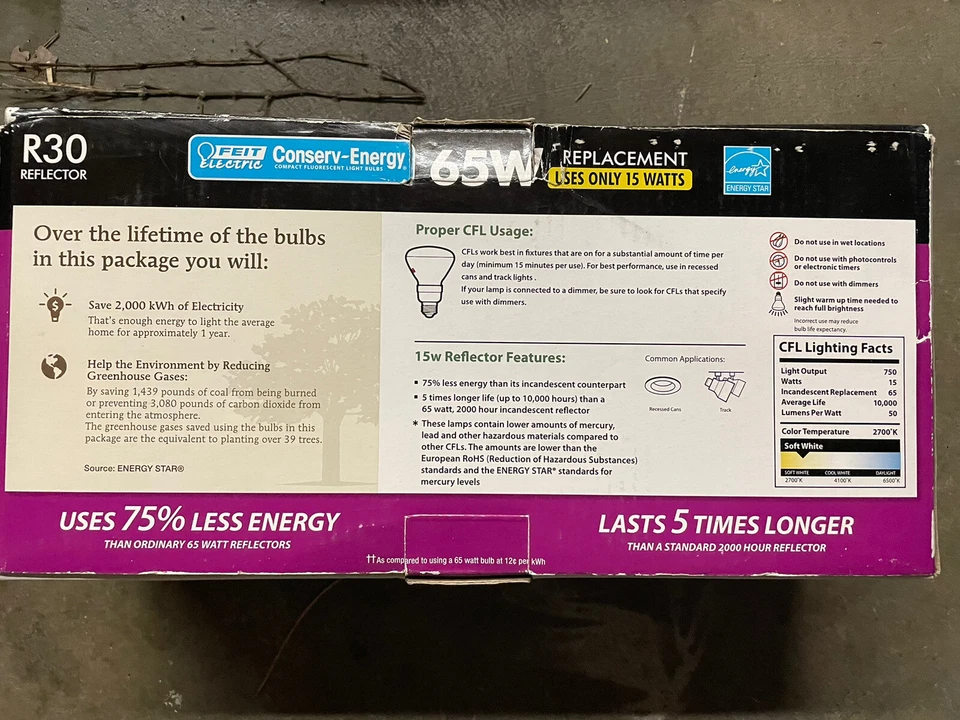 R30
REFLECTOR
FEIT
Electric
Conserv-Energy
COMPACT FLUORESCENT LIGHT BULBS
65W REPLACEMENT
USES ONLY 15 WATTS
energy
ENERGY STAR
Over the lifetime of the bulbs
in this package you will:
$
Save 2,000 kWh of Electricity
That's enough energy to light the average
home for approximately 1 year.
Help the Environment by Reducing
Greenhouse Gases:
By saving 1,439 pounds of coal from being burned
or preventing 3,080 pounds of carbon dioxide from
entering the atmosphere.
The greenhouse gases saved using the bulbs in this
package are the equivalent to planting over 39 trees.
Source: ENERGY STAR®
Proper CFL Usage:
CFLs work best in fixtures that are on for a substantial amount of time per
day (minimum 15 minutes per use). For best performance, use in recessed
cans and track lights .
If your lamp is connected to a dimmer, be sure to look for CFLs that specify
use with dimmers.
15w Reflector Features:
▪ 75% less energy than its incandescent counterpart
▪ 5 times longer life (up to 10,000 hours) than a
65 watt, 2000 hour incandescent reflector
* These lamps contain lower amounts of mercury,
lead and other hazardous materials compared to
other CFLs. The amounts are lower than the
European RoHS (Reduction of Hazardous Substances)
standards and the ENERGY STAR® standards for
mercury levels
Common Applications:
Recessed Cans
Track
Do not use in wet locations
Do not use with photocontrols
or electronic timers
Do not use with dimmers
Slight warm up time needed to
reach full brightness
Incorrect use may reduce
bulb life expectancy.
CFL Lighting Facts
Light Output 750
Watts 15
Incandescent Replacement 65
Average Life 10,000
Lumens Per Watt 50
Color Temperature 2700°K
Soft White
SOFT WHITE COOL WHITE DAYLIGHT
2700°K 4100°K 6500°K
USES 75% LESS ENERGY
THAN ORDINARY 65 WATT REFLECTORS
††As compared to using a 65 watt bulb at 12¢ per kWh
LASTS 5 TIMES LONGER
THAN A STANDARD 2000 HOUR REFLECTOR